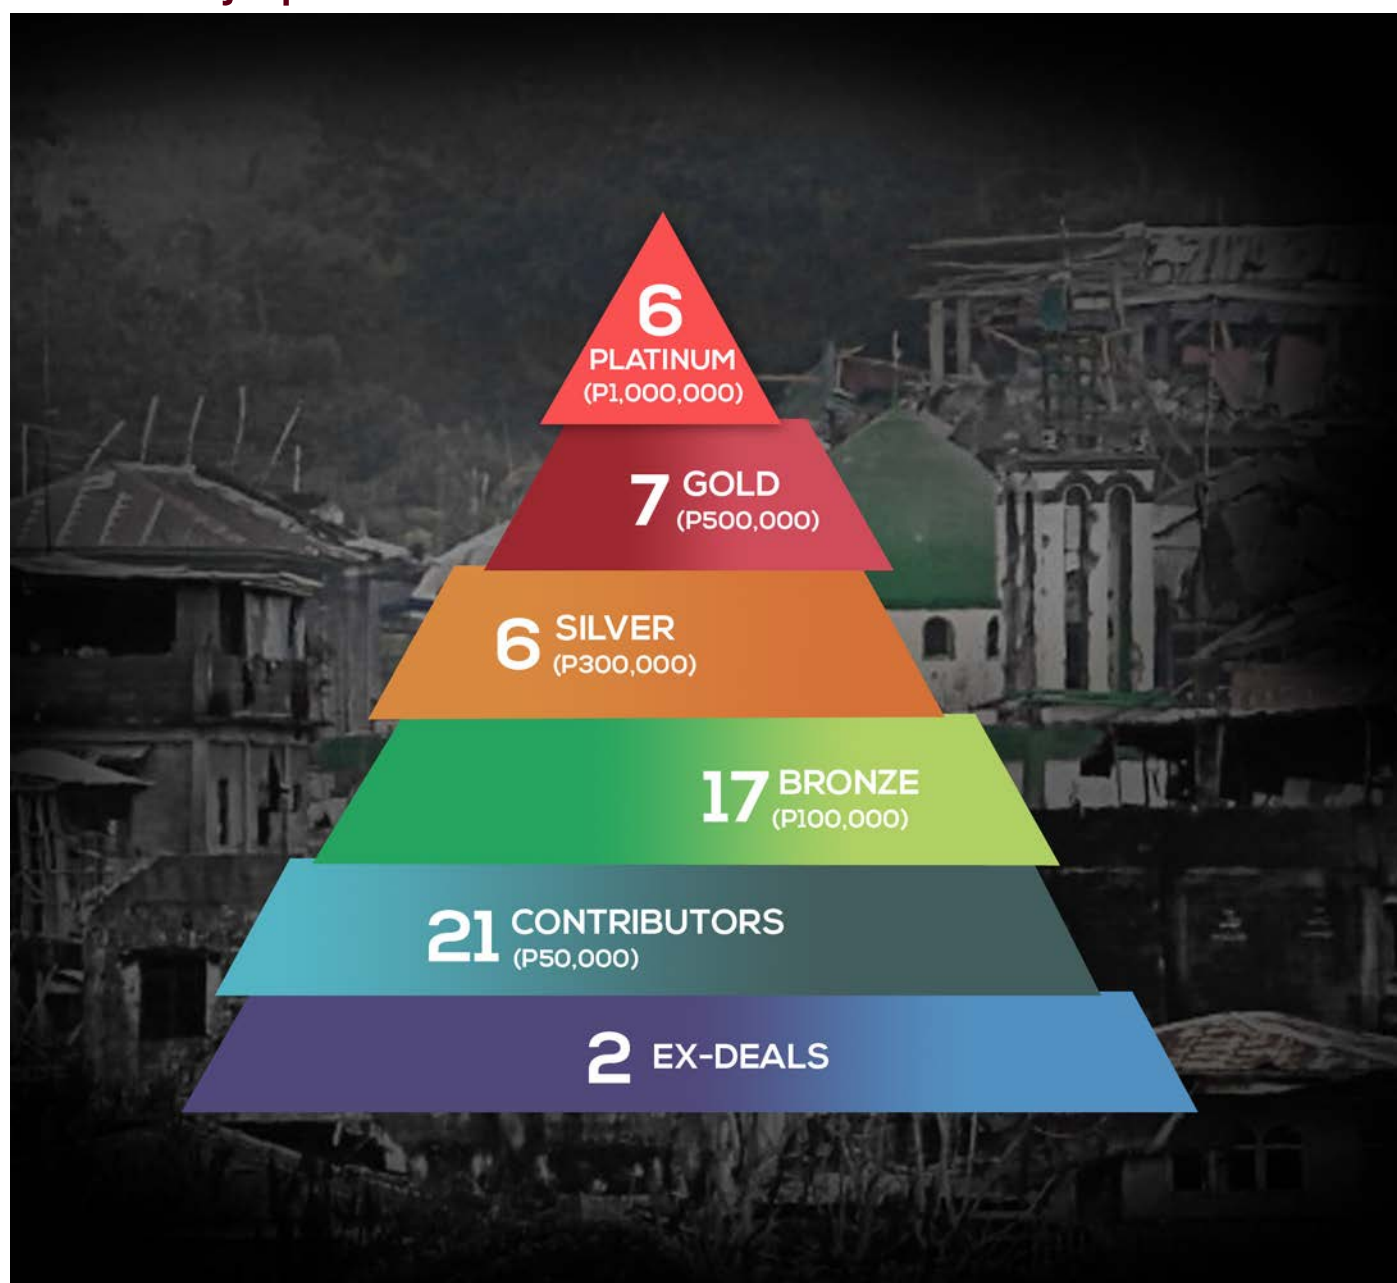 6
PLATINUM
(P1,000,000)
7 GOLD
(P500,000)
6 SILVER
(P300,000)
17 BRONZE
(P100,000)
21 CONTRIBUTORS
(P50,000)
2 EX-DEALS